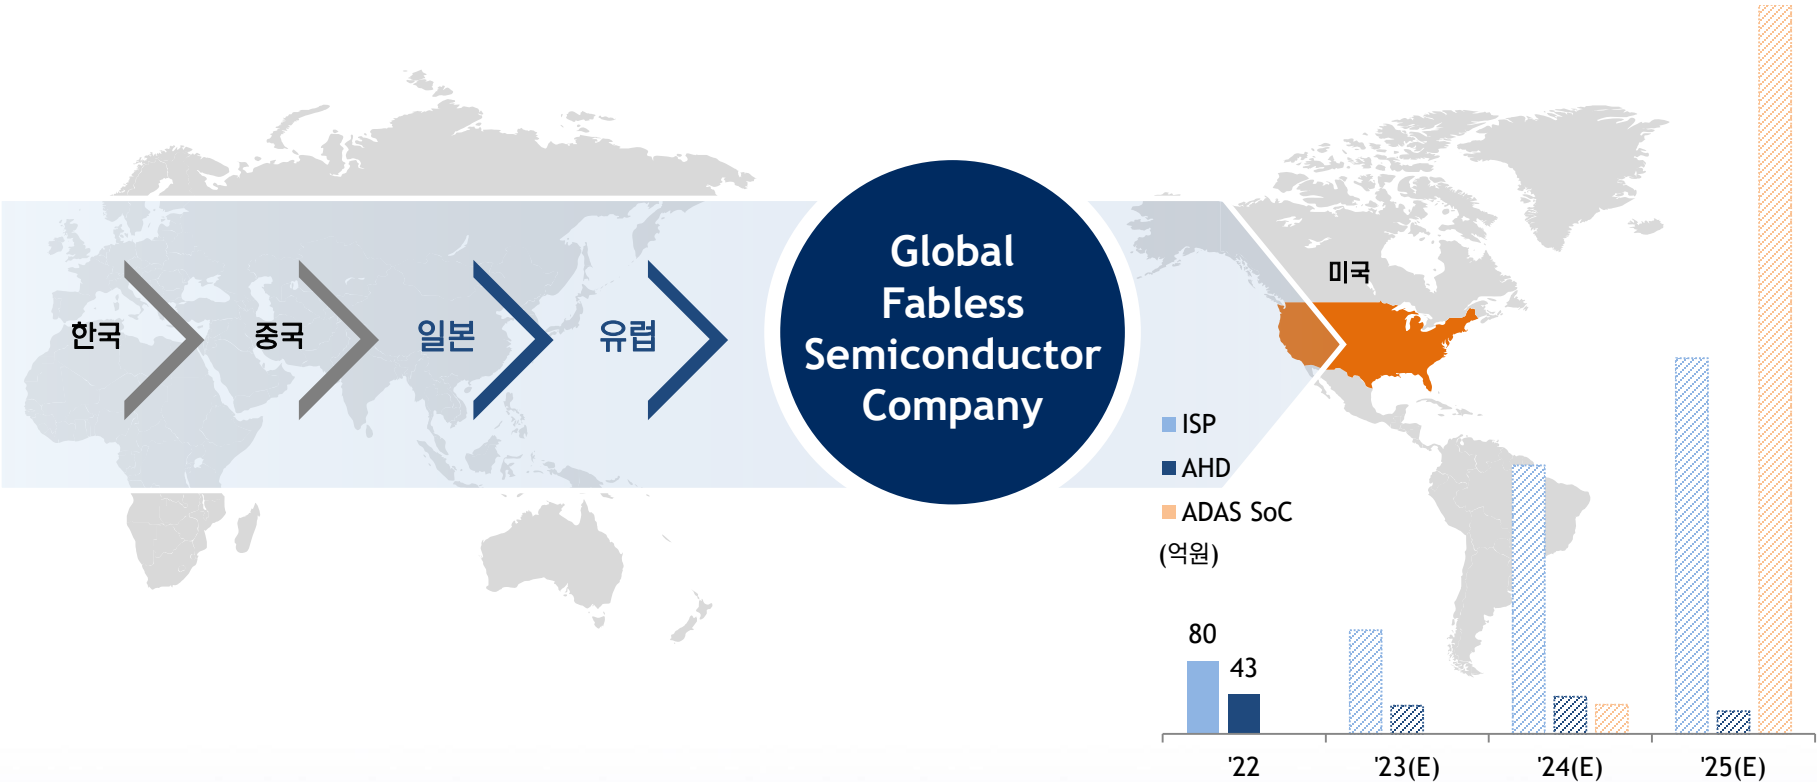 한국
중국
일본
유럽
Global
Fabless
Semiconductor
Company
미국
ISP
AHD
ADAS SoC
(억원)
80
43
'22
'23(E)
'24(E)
'25(E)